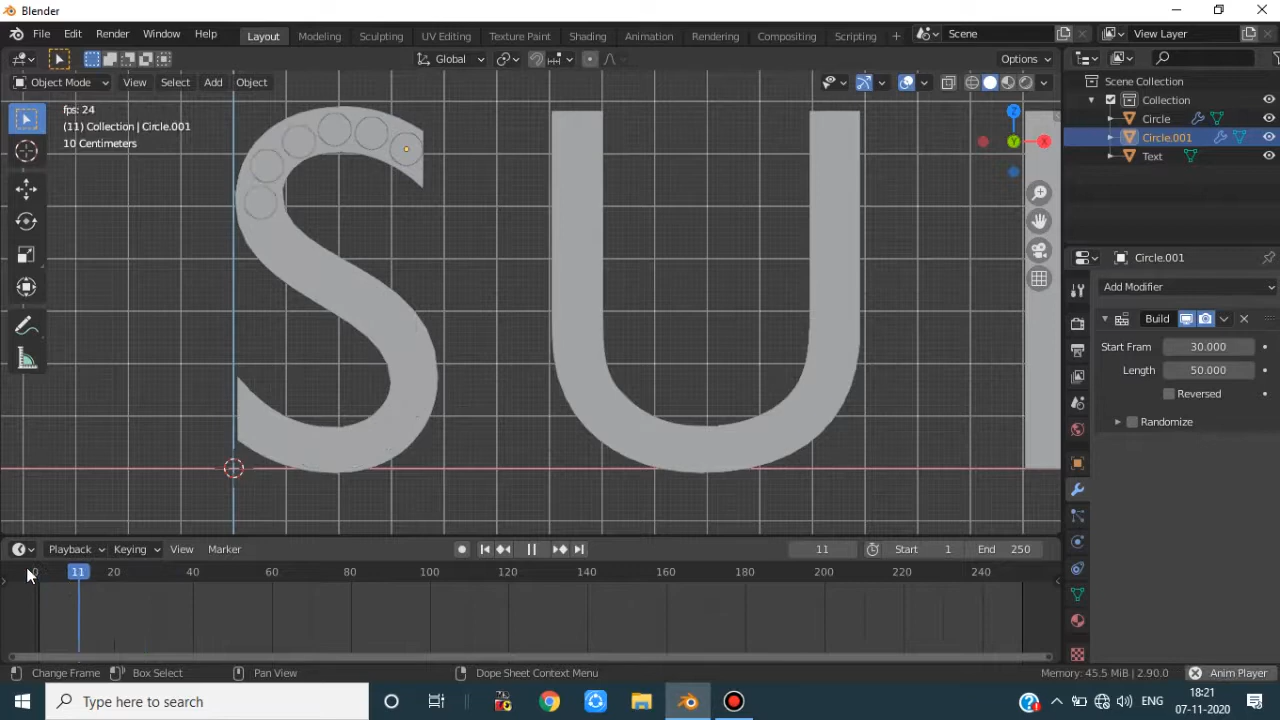 Blender
File Edit Render Window Help Layout Modeling Sculpting UV Editing Texture Paint Shading Animation Rendering Compositing Scripting + Scene View Layer
Global Options
Object Mode View Select Add Object
fps: 24
(11) Collection | Circle.001
10 Centimeters
SU
Scene Collection
Collection
Circle
Circle.001
Text
Circle.001
Add Modifier
Build
Start Fram 30.000
Length 50.000
Reversed
Randomize
Playback Keying View Marker 11 Start 1 End 250
0 11 20 40 60 80 100 120 140 160 180 200 220 240
Change Frame Box Select Pan View Dope Sheet Context Menu Memory: 45.5 MiB | 2.90.0 Anim Player
Type here to search
ENG
18:21
07-11-2020